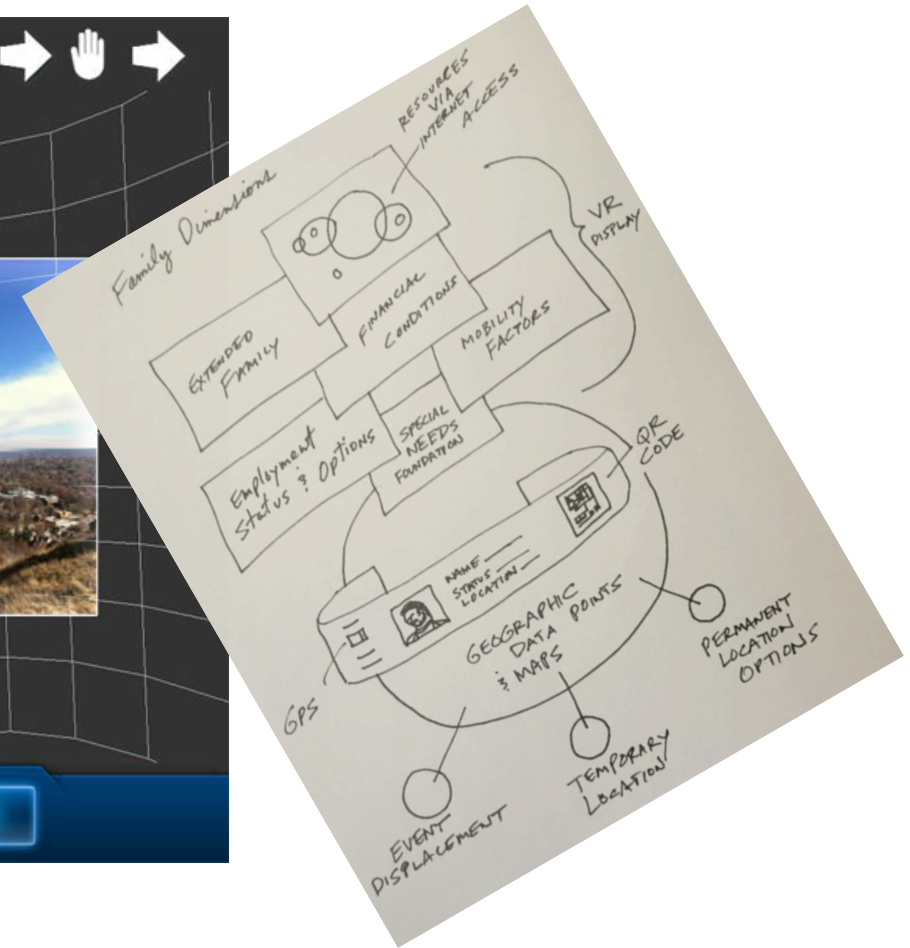 Family Dimensions
RESOURCES
VIA
INTERNET
ACCESS
VR
DISPLAY
EXTENDED
FAMILY
FINANCIAL
CONDITIONS
MOBILITY
FACTORS
Employment
Status & Options
SPECIAL
NEEDS
FOUNDATION
QR
CODE
NAME
STATUS
LOCATION
GEOGRAPHIC
DATA POINTS
& MAPS
GPS
PERMANENT
LOCATION
OPTIONS
TEMPORARY
LOCATION
EVENT
DISPLACEMENT